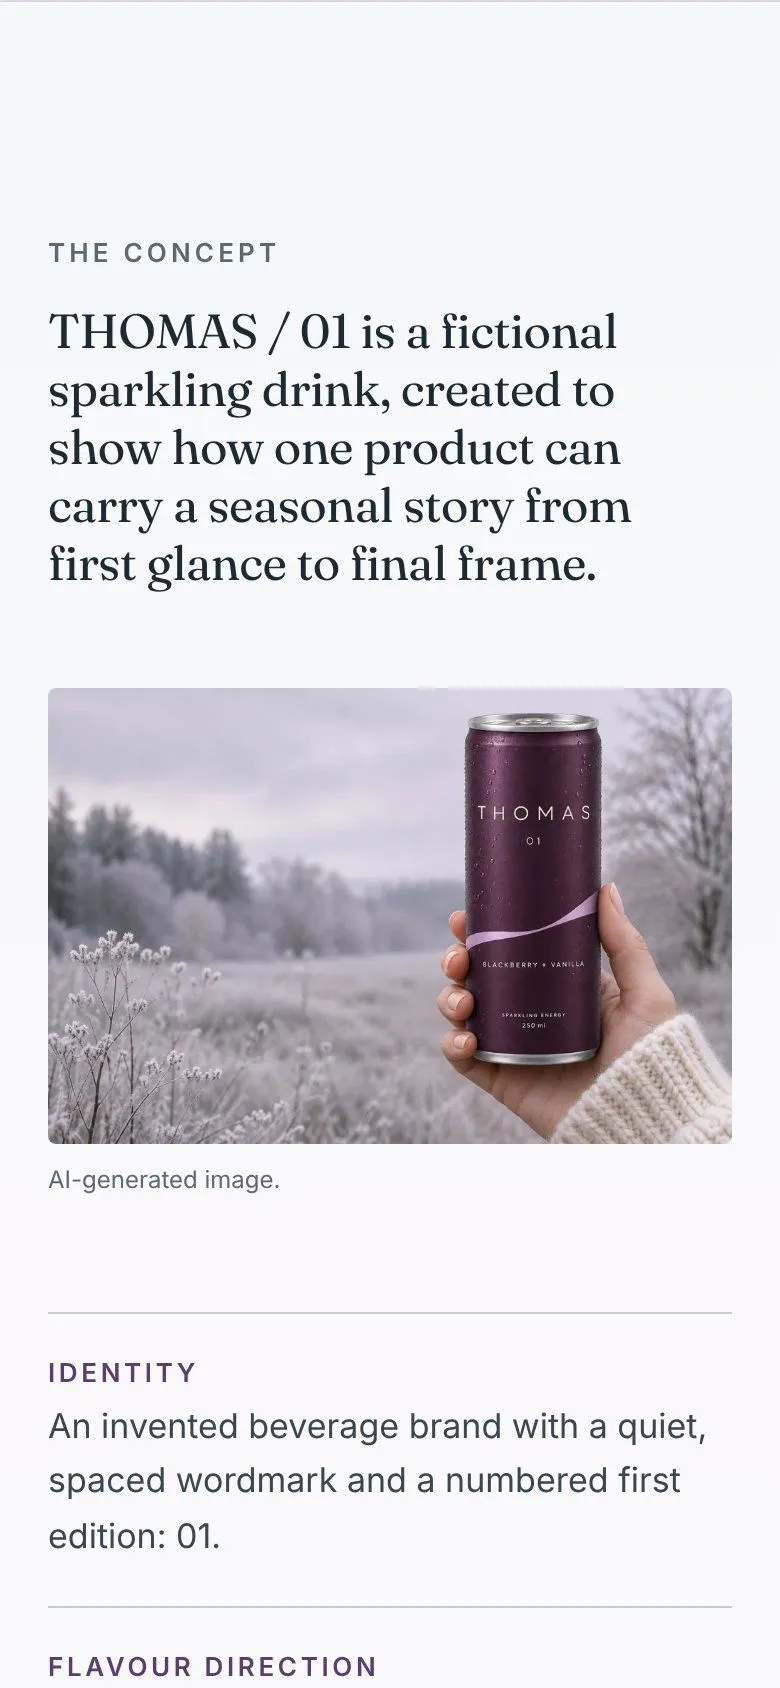 THE CONCEPT
THOMAS / 01 is a fictional
sparkling drink, created to
show how one product can
carry a seasonal story from
first glance to final frame.
THOMAS
01
BLACKBERRY + VANILLA
SPARKLING ENERGY
250 ml
AI-generated image.
IDENTITY
An invented beverage brand with a quiet,
spaced wordmark and a numbered first
edition: 01.
FLAVOUR DIRECTION